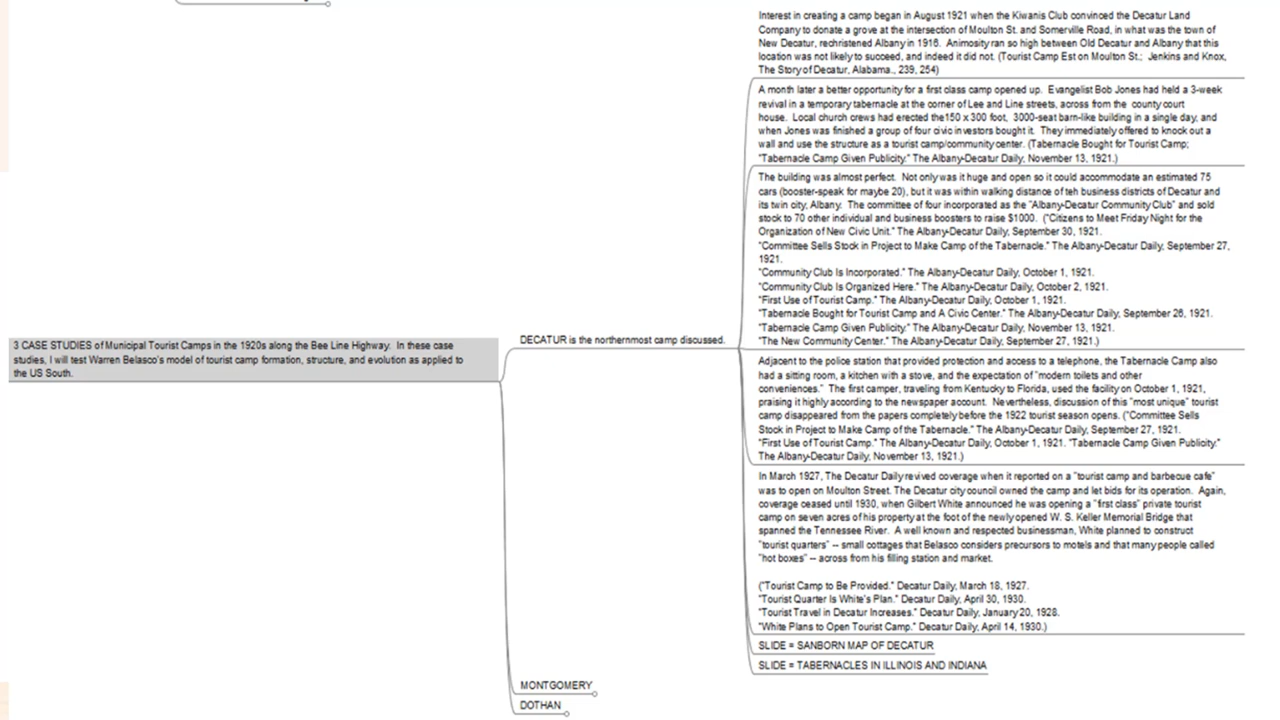 3 CASE STUDIES of Municipal Tourist Camps in the 1920s along the Bee Line Highway. In these case
studies, I will test Warren Belasco's model of tourist camp formation, structure, and evolution as applied to
the US South.
DECATUR is the northernmost camp discussed.
Interest in creating a camp began in August 1921 when the Kiwanis Club convinced the Decatur Land
Company to donate a grove at the intersection of Moulton St. and Somerville Road, in what was the town of
New Decatur, rechristened Albany in 1916. Animosity ran so high between Old Decatur and Albany that this
location was not likely to succeed, and indeed it did not. (Tourist Camp Est on Moulton St.; Jenkins and Knox,
The Story of Decatur, Alabama., 239, 254)
A month later a better opportunity for a first class camp opened up. Evangelist Bob Jones had held a 3-week
revival in a temporary tabernacle at the corner of Lee and Line streets, across from the county court
house. Local church crews had erected the150 x 300 foot, 3000-seat barn-like building in a single day, and
when Jones was finished a group of four civic investors bought it. They immediately offered to knock out a
wall and use the structure as a tourist camp/community center. (Tabernacle Bought for Tourist Camp;
"Tabernacle Camp Given Publicity." The Albany-Decatur Daily, November 13, 1921.)
The building was almost perfect. Not only was it huge and open so it could accommodate an estimated 75
cars (booster-speak for maybe 20), but it was within walking distance of teh business districts of Decatur and
its twin city, Albany. The committee of four incorporated as the "Albany-Decatur Community Club" and sold
stock to 70 other individual and business boosters to raise $1000. ("Citizens to Meet Friday Night for the
Organization of New Civic Unit." The Albany-Decatur Daily, September 30, 1921.
"Committee Sells Stock in Project to Make Camp of the Tabernacle." The Albany-Decatur Daily, September 27,
1921.
"Community Club Is Incorporated." The Albany-Decatur Daily, October 1, 1921.
"Community Club Is Organized Here." The Albany-Decatur Daily, October 2, 1921.
"First Use of Tourist Camp." The Albany-Decatur Daily, October 1, 1921.
"Tabernacle Bought for Tourist Camp and A Civic Center." The Albany-Decatur Daily, September 26, 1921.
"Tabernacle Camp Given Publicity." The Albany-Decatur Daily, November 13, 1921.
"The New Community Center." The Albany-Decatur Daily, September 27, 1921.)
Adjacent to the police station that provided protection and access to a telephone, the Tabernacle Camp also
had a sitting room, a kitchen with a stove, and the expectation of "modern toilets and other
conveniences." The first camper, traveling from Kentucky to Florida, used the facility on October 1, 1921,
praising it highly according to the newspaper account. Nevertheless, discussion of this "most unique" tourist
camp disappeared from the papers completely before the 1922 tourist season opens. ("Committee Sells
Stock in Project to Make Camp of the Tabernacle." The Albany-Decatur Daily, September 27, 1921.
"First Use of Tourist Camp." The Albany-Decatur Daily, October 1, 1921. "Tabernacle Camp Given Publicity."
The Albany-Decatur Daily, November 13, 1921.)
In March 1927, The Decatur Daily revived coverage when it reported on a "tourist camp and barbecue cafe"
was to open on Moulton Street. The Decatur city council owned the camp and let bids for its operation. Again,
coverage ceased until 1930, when Gilbert White announced he was opening a "first class" private tourist
camp on seven acres of his property at the foot of the newly opened W. S. Keller Memorial Bridge that
spanned the Tennessee River. A well known and respected businessman, White planned to construct
"tourist quarters" -- small cottages that Belasco considers precursors to motels and that many people called
"hot boxes" -- across from his filling station and market.
("Tourist Camp to Be Provided." Decatur Daily, March 18, 1927.
"Tourist Quarter Is White's Plan." Decatur Daily, April 30, 1930.
"Tourist Travel in Decatur Increases." Decatur Daily, January 20, 1928.
"White Plans to Open Tourist Camp." Decatur Daily, April 14, 1930.)
SLIDE = SANBORN MAP OF DECATUR
SLIDE = TABERNACLES IN ILLINOIS AND INDIANA
MONTGOMERY
DOTHAN